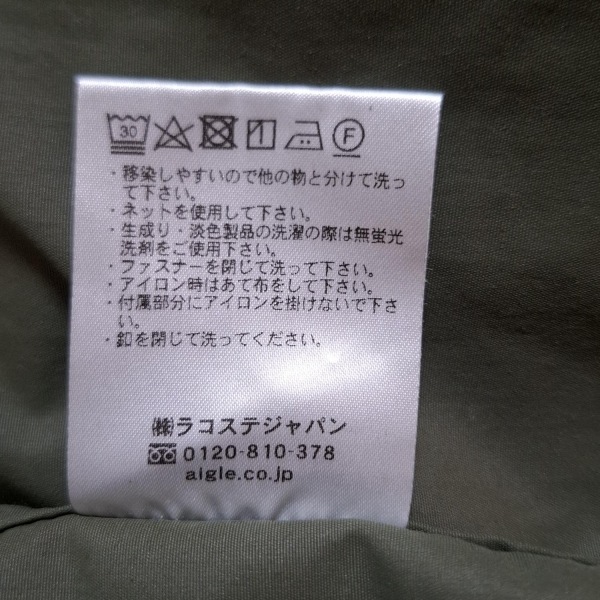 30 F
・移染しやすいので他の物と分けて洗っ
て下さい。
・ネットを使用して下さい。
・生成り・淡色製品の洗濯の際は無蛍光
洗剤をご使用下さい。
・ファスナーを閉じて洗って下さい。
・アイロン時はあて布をして下さい。
・付属部分にアイロンを掛けないで下さ
い。
・釦を閉じて洗ってください。
㈱ラコステジャパン
0120-810-378
aigle.co.jp